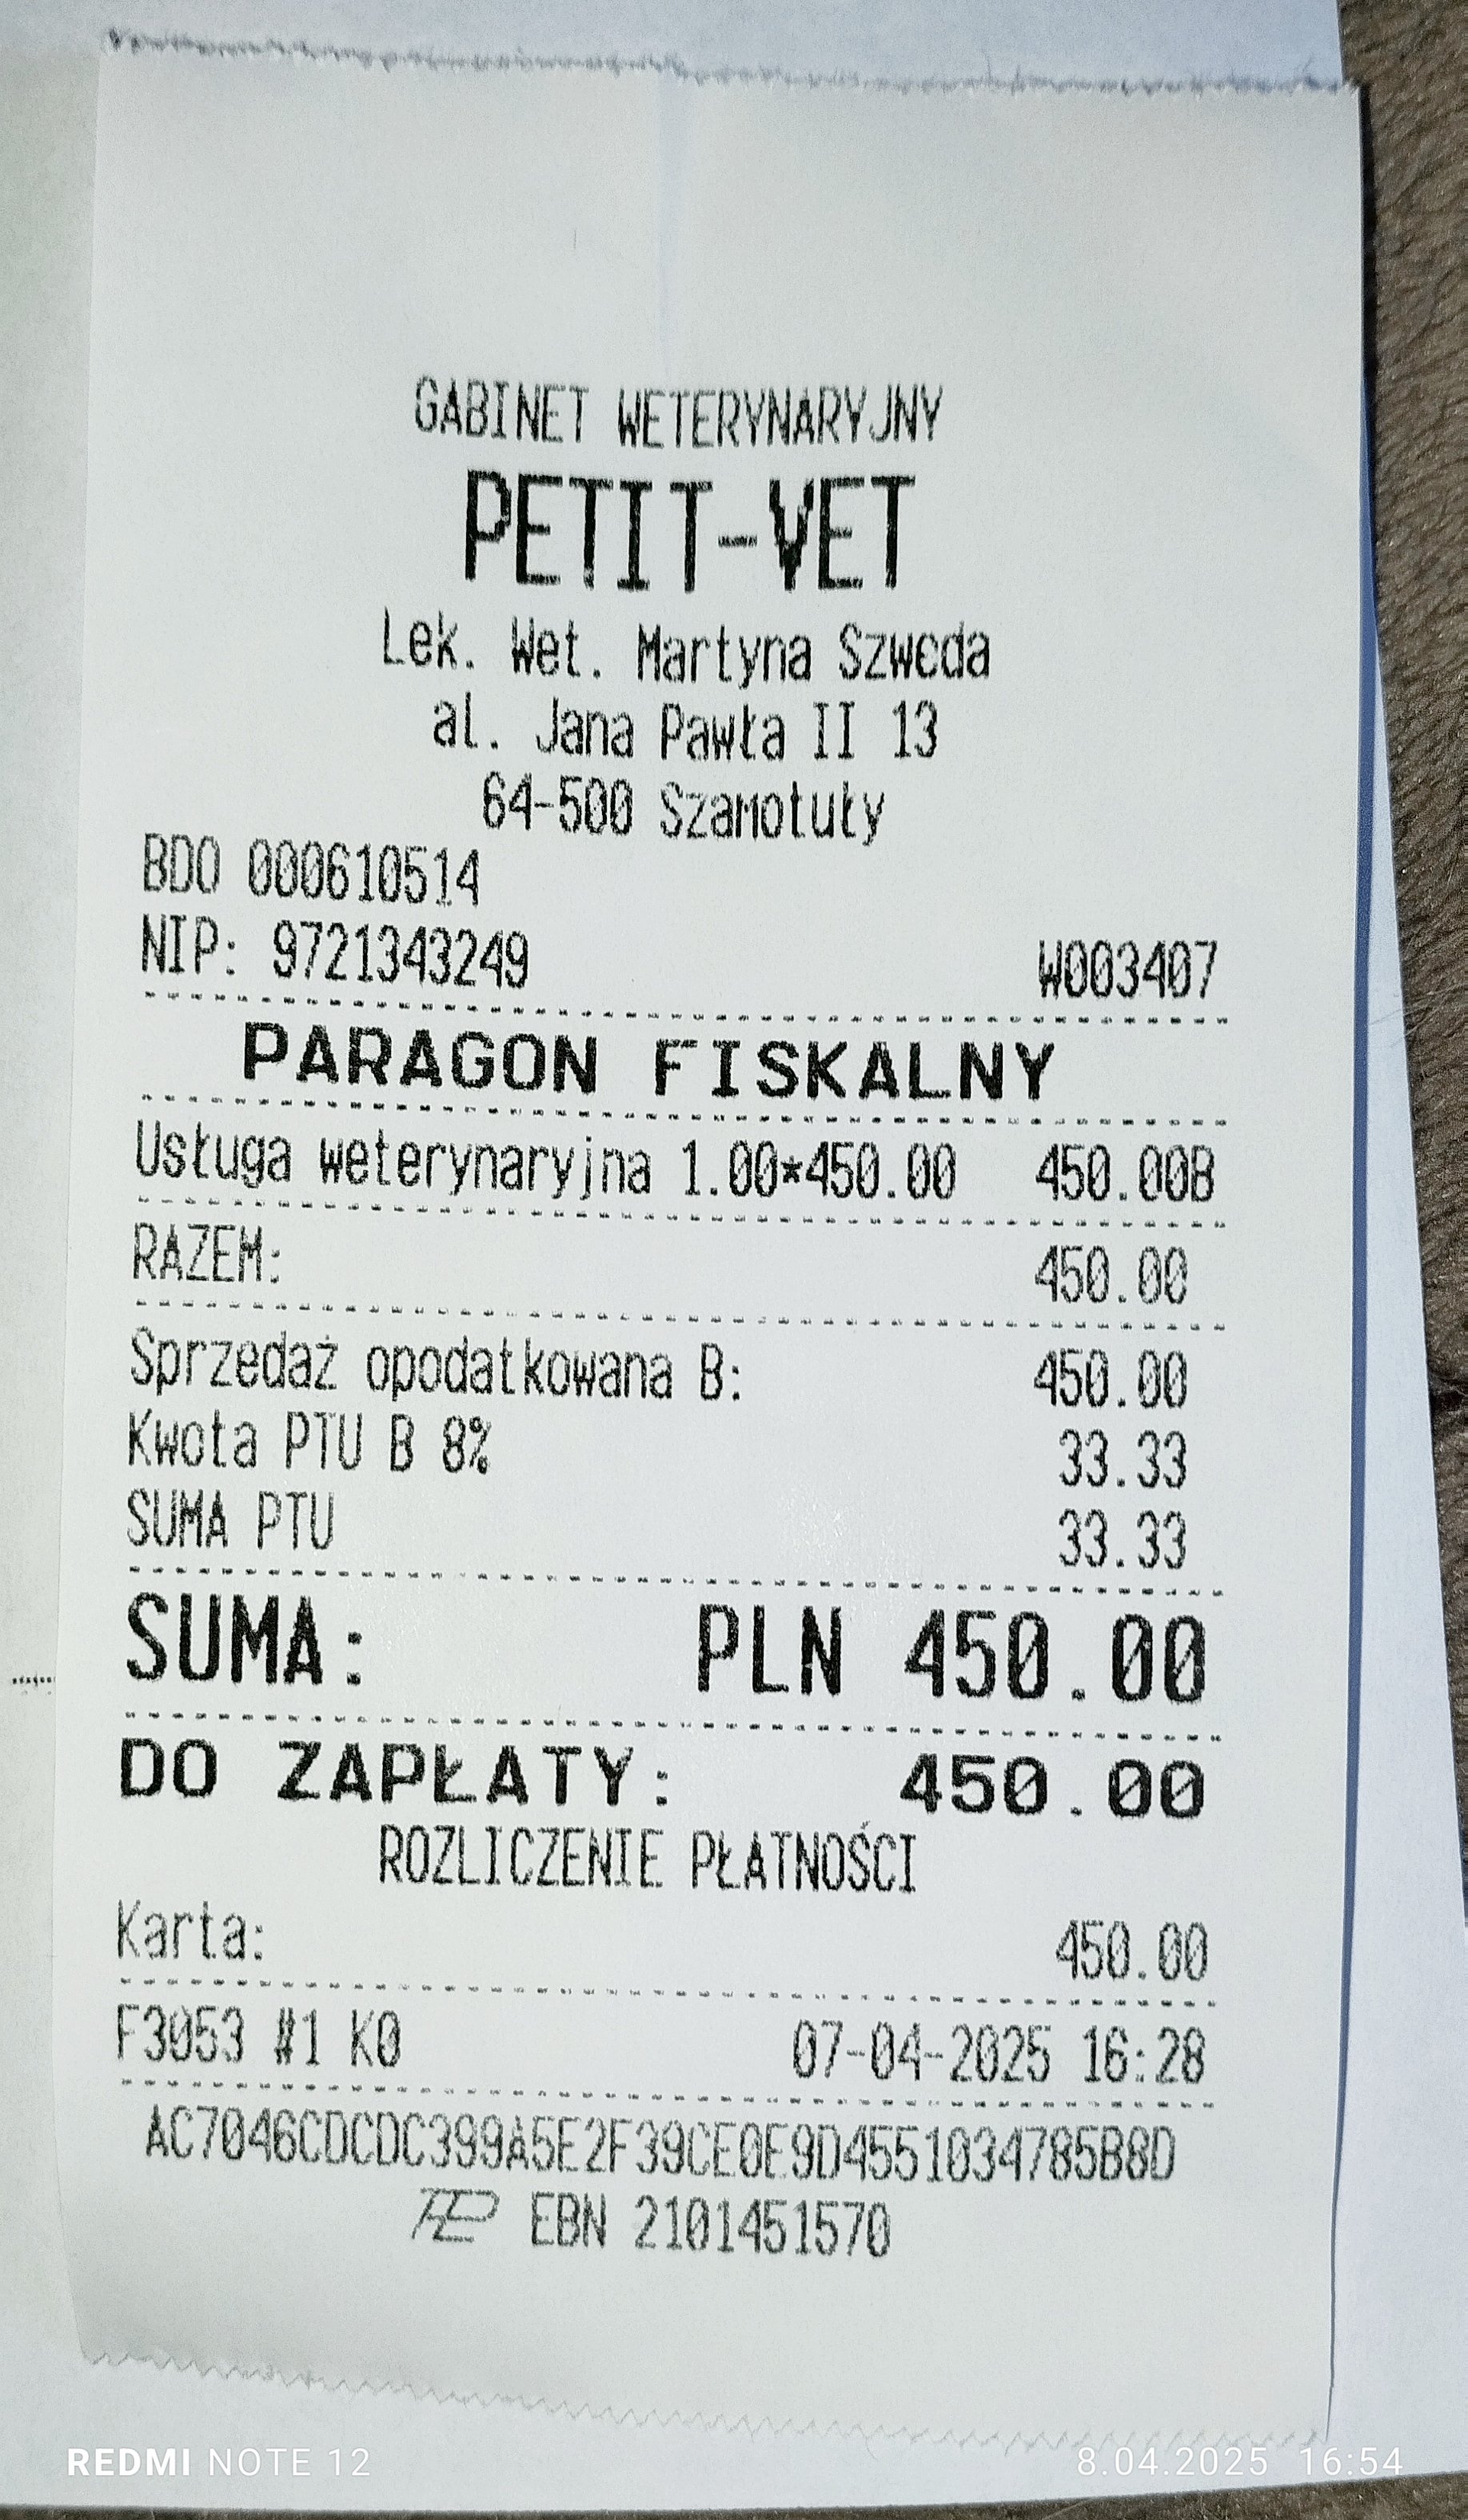 GABINET WETERYNARYJNY
PETIT-VET
Lek. Wet. Martyna Szweda
al. Jana Pawła II 13
64-500 Szamotuły
BDO 000610514
NIP: 9721343249 W003407
PARAGON FISKALNY
Usługa weterynaryjna 1.00*450.00 450.00B
RAZEM: 450.00
Sprzedaż opodatkowana B: 450.00
Kwota PTU B 8% 33.33
SUMA PTU 33.33
SUMA: PLN 450.00
DO ZAPŁATY: 450.00
ROZLICZENIE PŁATNOŚCI
Karta: 450.00
F3053 #1 K0 07-04-2025 16:28
AC7046CDCDC399A5E2F39CE0E9D4551034785B8D
EBN 2101451570
REDMI NOTE 12 8.04.2025 16:54